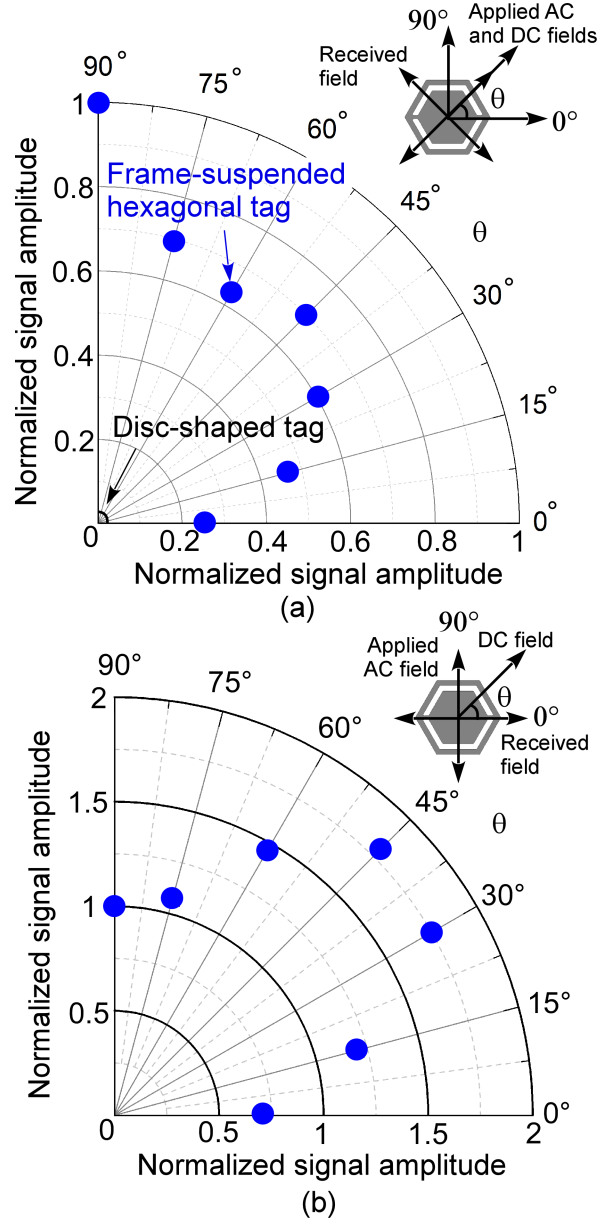 90°
Applied AC
and DC fields
Received
field
θ
0°
90°
75°
60°
45°
θ
30°
15°
0°
1
0.8
0.6
0.4
0.2
0
0.2
0.4
0.6
0.8
1
Normalized signal amplitude
Frame-suspended
hexagonal tag
Disc-shaped tag
Normalized signal amplitude
(a)
90°
Applied
AC field
DC field
θ
0°
Received
field
90°
75°
60°
45°
θ
30°
15°
0°
2
1.5
1
0.5
0
0.5
1
1.5
2
Normalized signal amplitude
Normalized signal amplitude
(b)